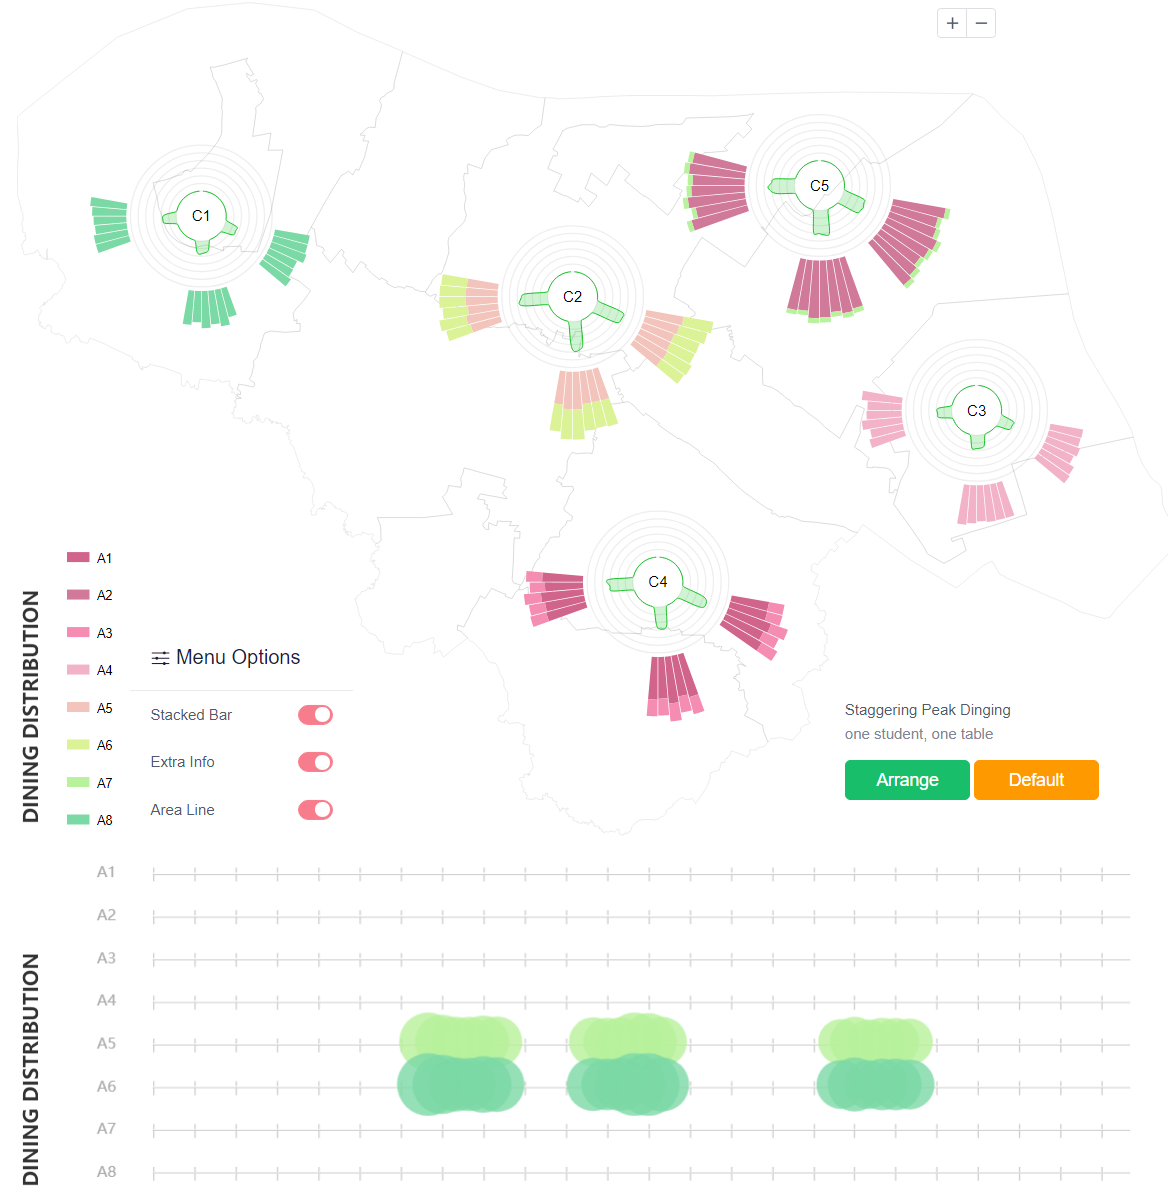 + −
C1
C5
C2
C3
C4
DINING DISTRIBUTION
A1
A2
A3
A4
A5
A6
A7
A8
Menu Options
Stacked Bar
Extra Info
Area Line
Staggering Peak Dinging
one student, one table
Arrange
Default
DINING DISTRIBUTION
A1
A2
A3
A4
A5
A6
A7
A8